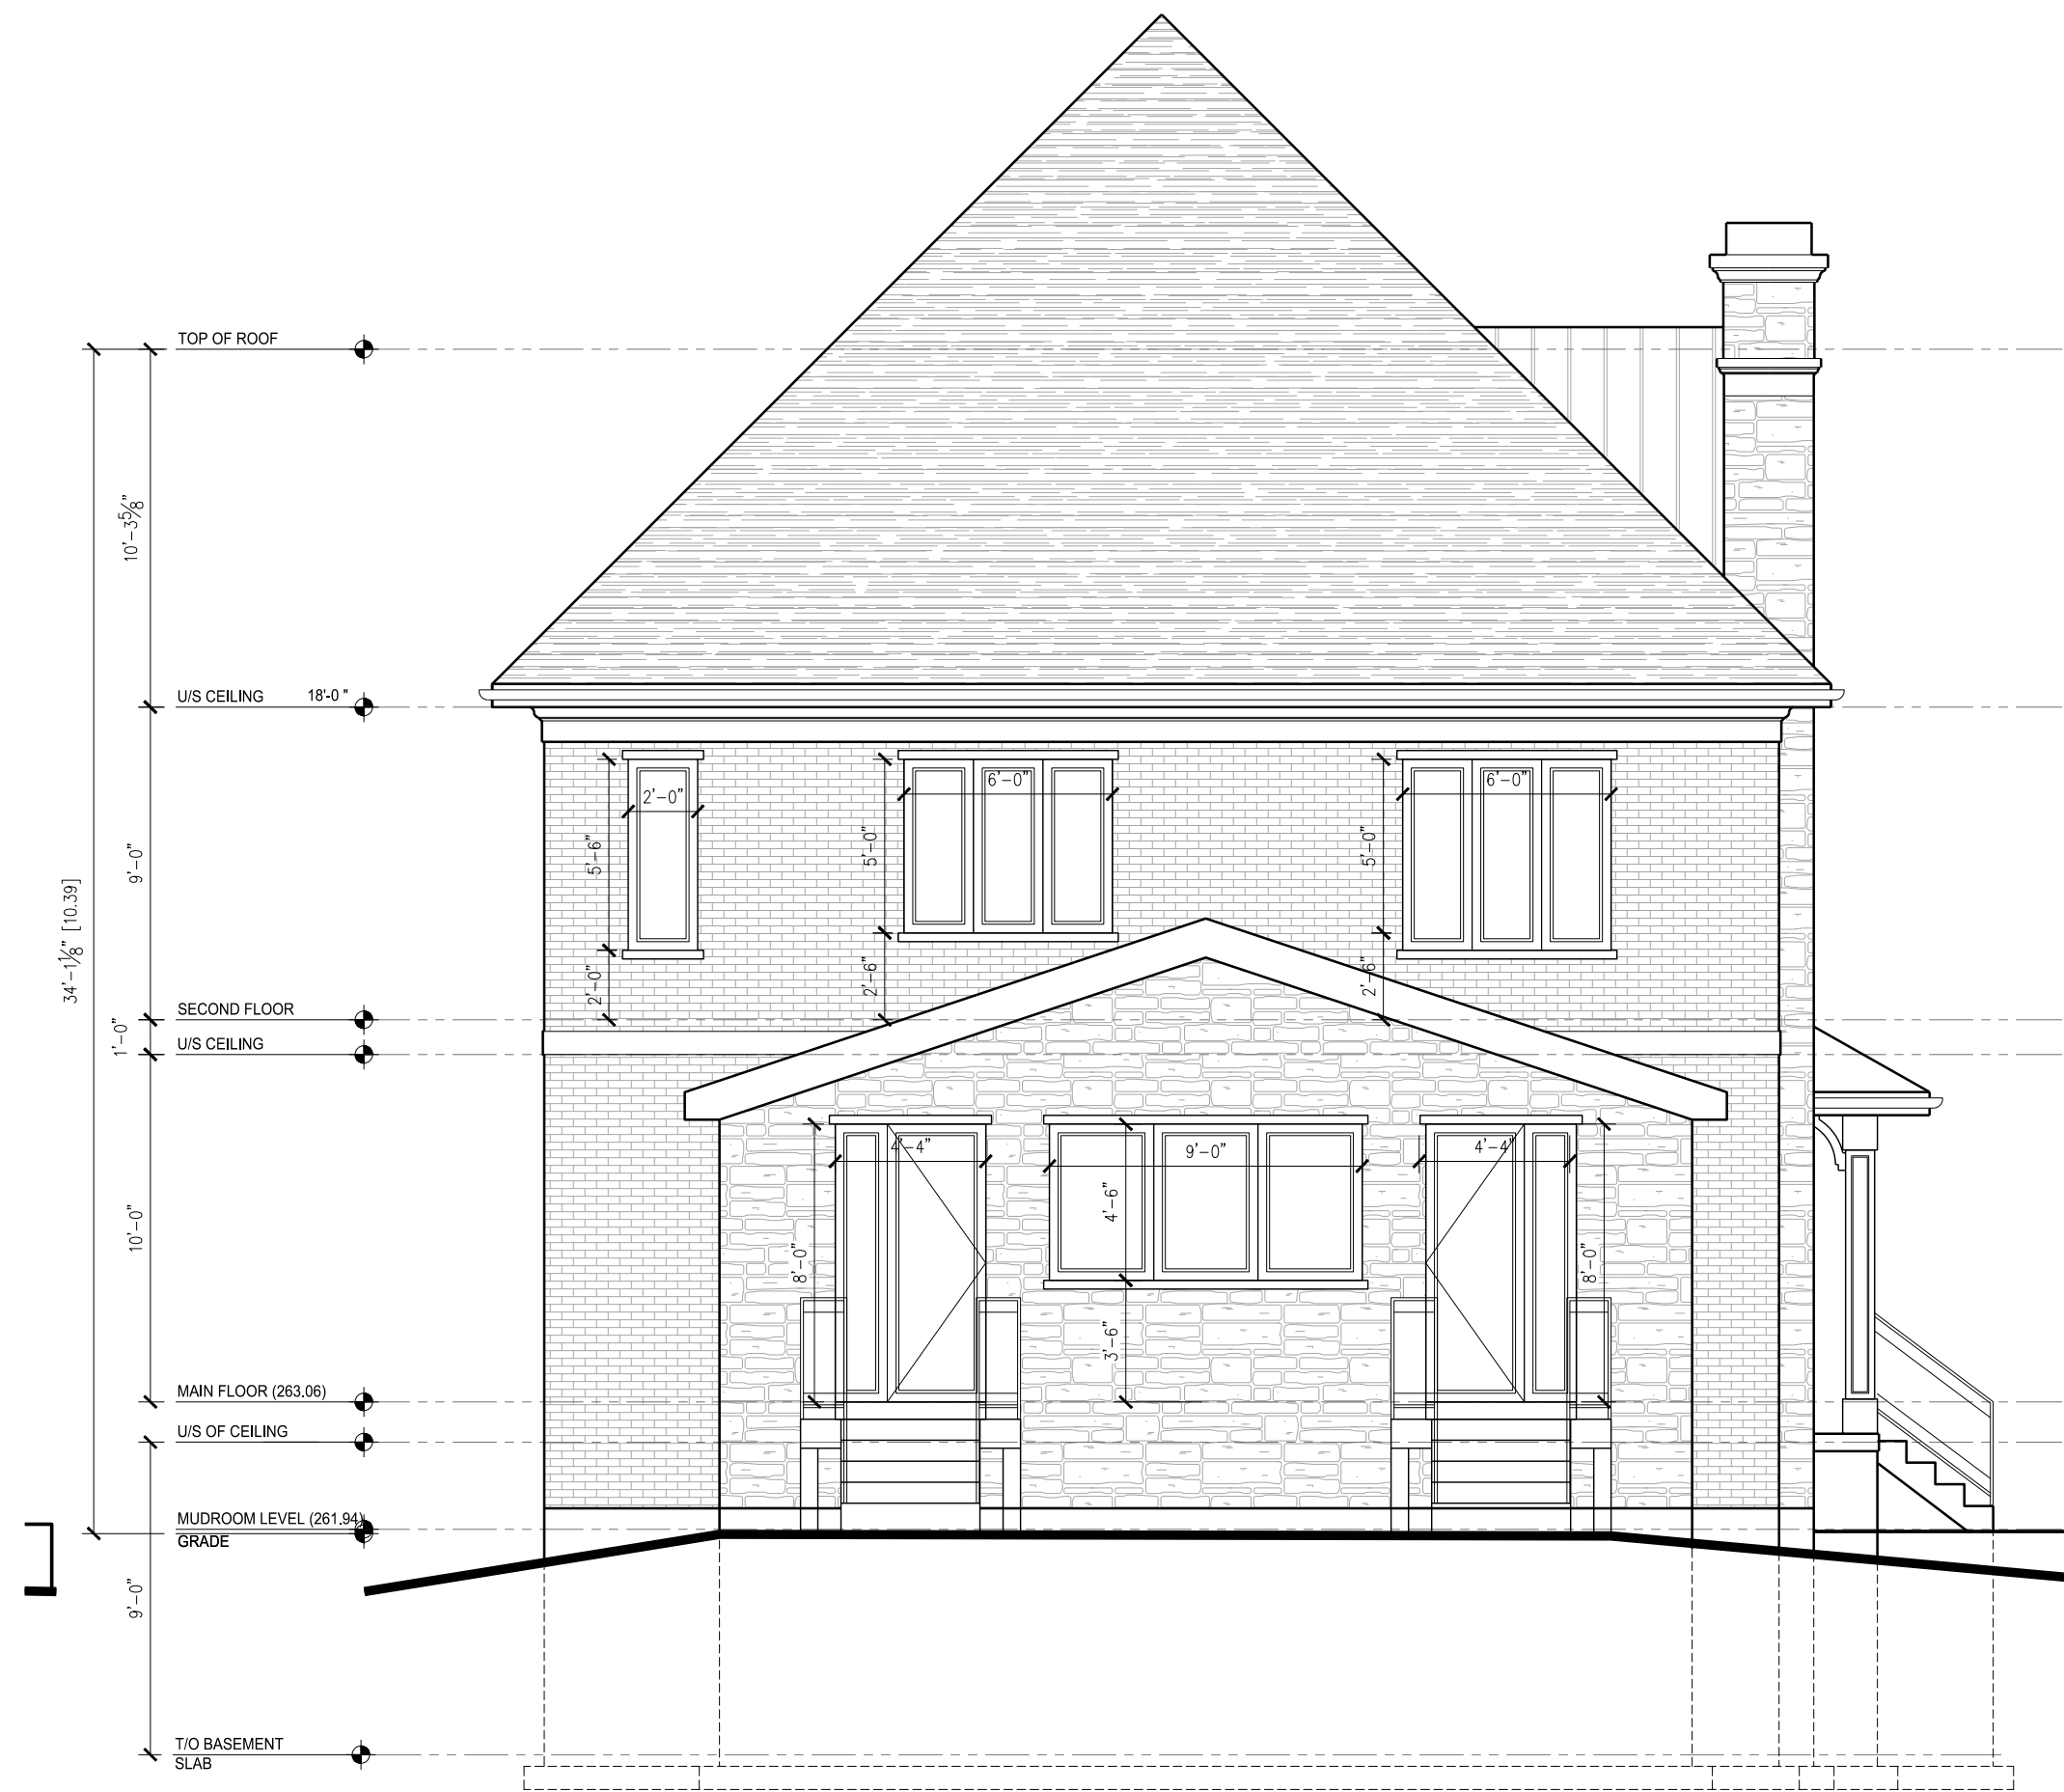 TOP OF ROOF
10'-3⅝"
U/S CEILING 18'-0 "
2'-0"
6'-0"
6'-0"
5'-6"
5'-0"
5'-0"
9'-0"
34'-1⅛" [10.39]
2'-0"
2'-6"
2'-6"
SECOND FLOOR
1'-0"
U/S CEILING
4'-4"
9'-0"
4'-4"
4'-6"
10'-0"
8'-0"
8'-0"
3'-6"
MAIN FLOOR (263.06)
U/S OF CEILING
MUDROOM LEVEL (261.94)
GRADE
9'-0"
T/O BASEMENT
SLAB